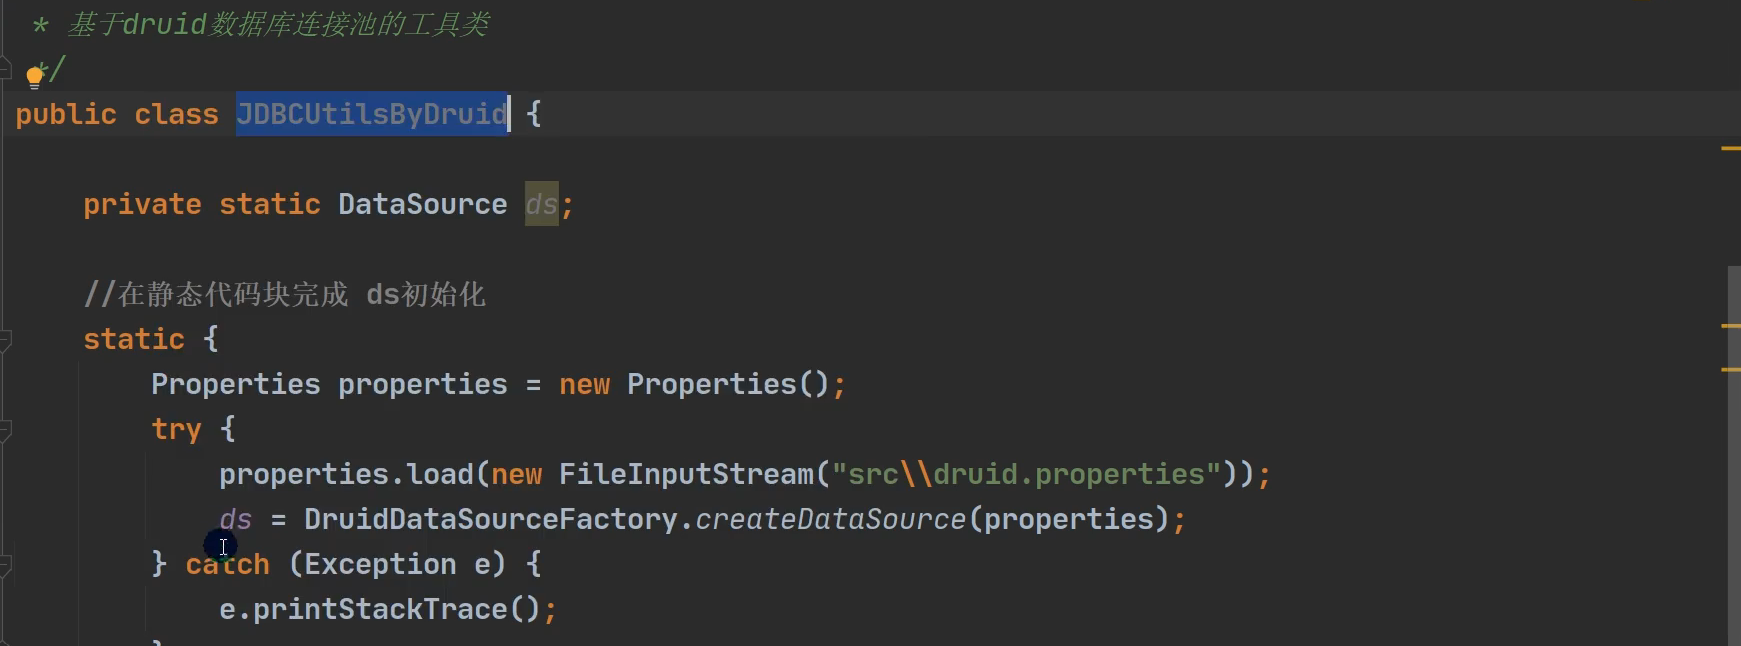 * 基于druid数据库连接池的工具类
*/
public class JDBCUtilsByDruid {
private static DataSource ds;
//在静态代码块完成 ds初始化
static {
Properties properties = new Properties();
try {
properties.load(new FileInputStream("src\\druid.properties"));
ds = DruidDataSourceFactory.createDataSource(properties);
} catch (Exception e) {
e.printStackTrace();
}